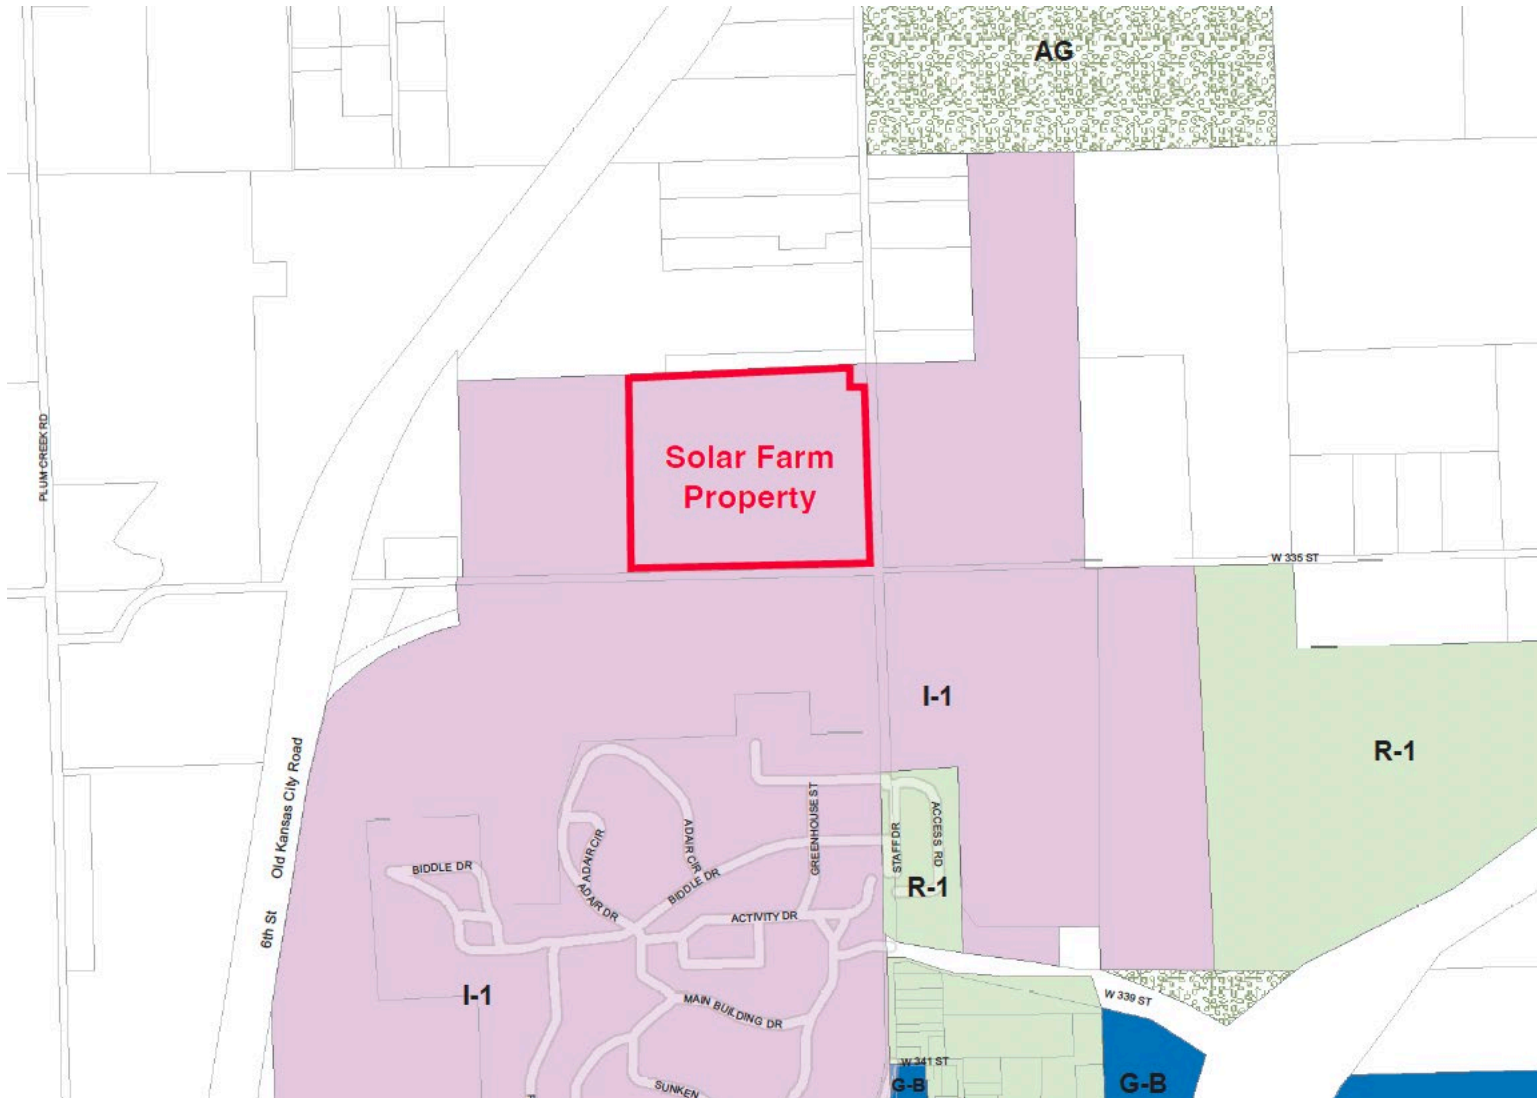 AG
PLUM CREEK RD
Solar Farm
Property
W 335 ST
I-1
R-1
6th St    Old Kansas City Road
ADAIR CIR
ADAIR CIR
GREENHOUSE ST
STAFF DR
ACCESS RD
BIDDLE DR
BIDDLE DR
ADAIR DR
R-1
ACTIVITY DR
I-1
MAIN BUILDING DR
W 339 ST
W 341 ST
SUNKEN
G-B
G-B